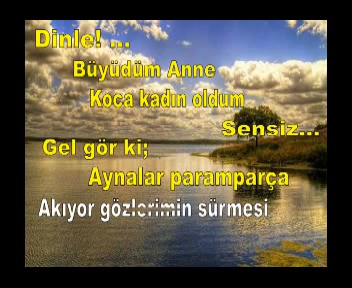 Dinle! ...
Büyüdüm Anne
Koca kadın oldum
Sensiz...
Gel gör ki;
Aynalar paramparça
Akıyor gözlerimin sürmesi